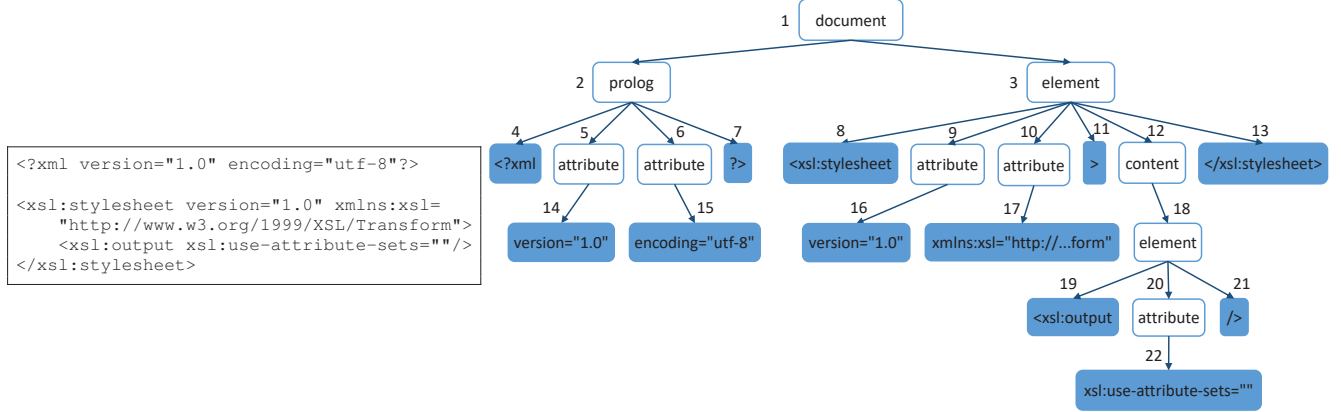 1 document
2 prolog 3 element
4 5 6 7 8 9 10 11 12 13
<?xml attribute attribute ?> <xsl:stylesheet attribute attribute > content </xsl:stylesheet>
<?xml version="1.0" encoding="utf-8"?>
<xsl:stylesheet version="1.0" xmlns:xsl=
"http://www.w3.org/1999/XSL/Transform">
<xsl:output xsl:use-attribute-sets=""/>
</xsl:stylesheet>
14 15 16 17 18
version="1.0" encoding="utf-8" version="1.0" xmlns:xsl="http://...form" element
19 20 21
<xsl:output attribute />
22
xsl:use-attribute-sets=""